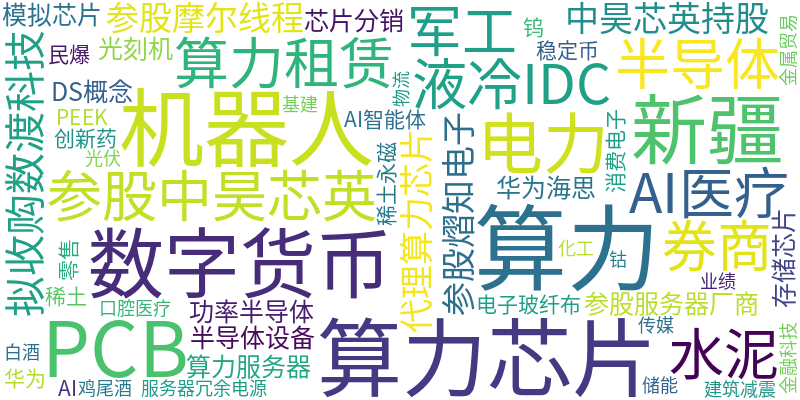 模拟芯片
参股摩尔线程
芯片分销
军工
钨
中昊芯英持股
民爆
光刻机
算力租赁
稳定币
半导体
金属贸易
拟收购数渡科技
DS概念
PEEK
创新药
光伏
机器人
基建
物流
液冷IDC
AI智能体
电力
消费电子
新疆
参股中昊芯英
稀土永磁
代理算力芯片
参股熠知电子
华为海思
AI医疗
零售
稀土
数字货币
算力
化工
钴
券商
存储芯片
业绩
口腔医疗
功率半导体
电子玻纤布
参股服务器厂商
白酒
华为
PCB
半导体设备
算力服务器
算力芯片
传媒
水泥
金融科技
AI鸡尾酒
服务器冗余电源
储能
建筑减震